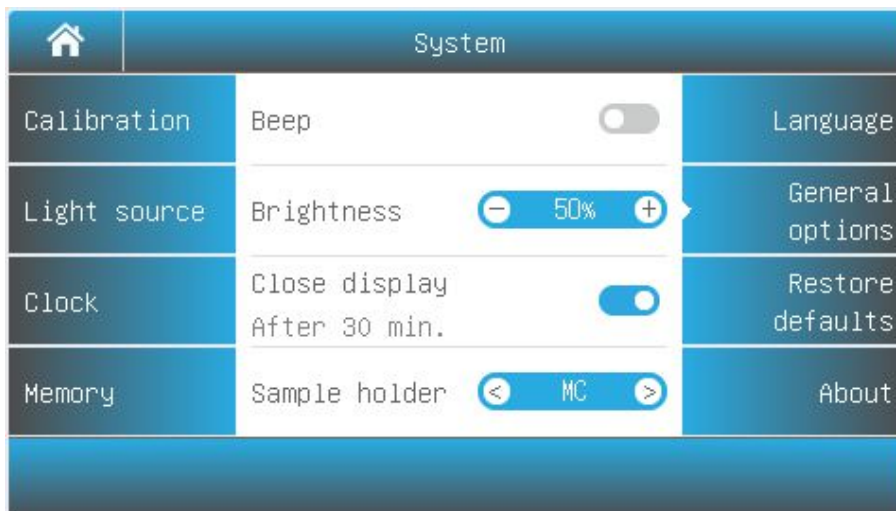 System
Calibration
Light source
Clock
Memory
Beep
Brightness
50%
Close display
After 30 min.
Sample holder
MC
Language
General
options
Restore
defaults
About